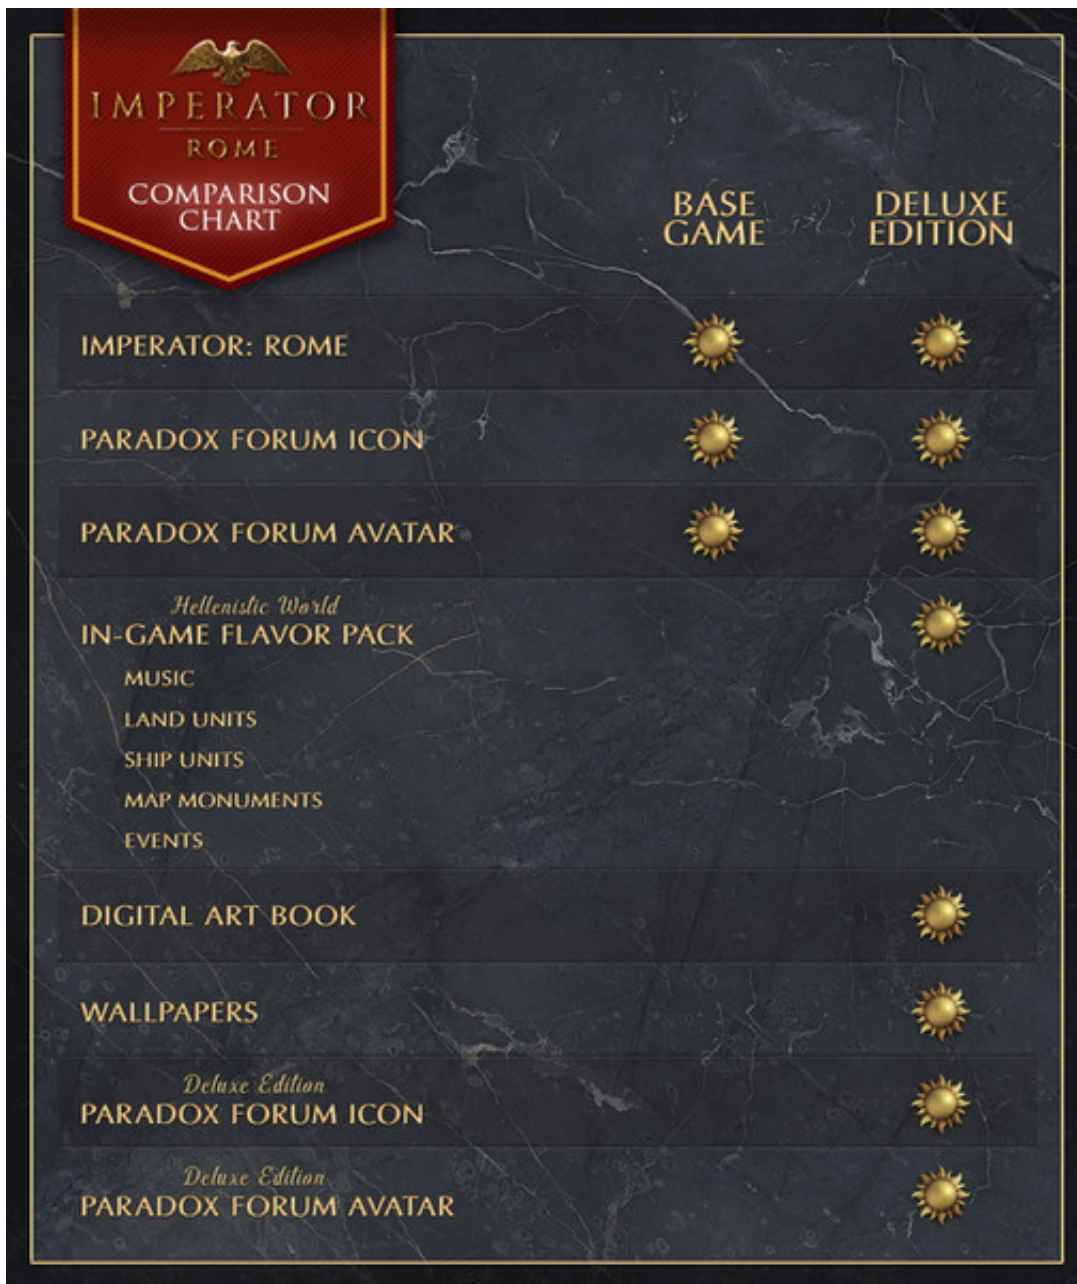 IMPERATOR
ROME
COMPARISON
CHART
BASE
GAME
DELUXE
EDITION
IMPERATOR: ROME
PARADOX FORUM ICON
PARADOX FORUM AVATAR
Hellenistic World
IN-GAME FLAVOR PACK
MUSIC
LAND UNITS
SHIP UNITS
MAP MONUMENTS
EVENTS
DIGITAL ART BOOK
WALLPAPERS
Deluxe Edition
PARADOX FORUM ICON
Deluxe Edition
PARADOX FORUM AVATAR